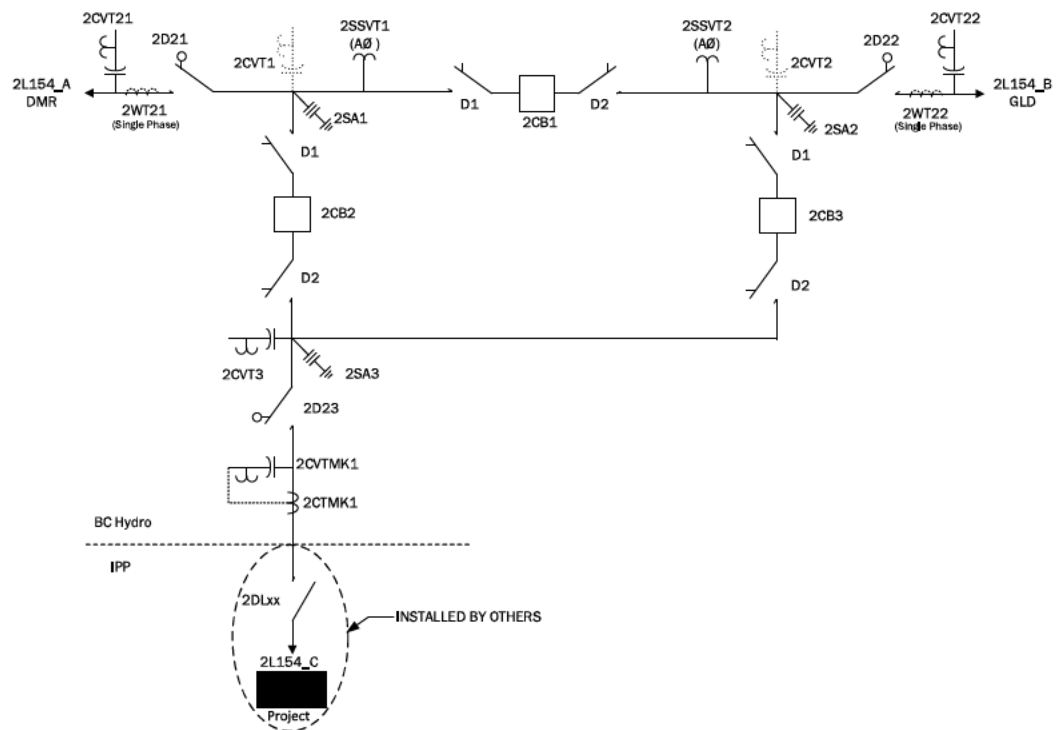 2CVT21
2D21
2CVT1
2SSVT1
(AØ )
2SSVT2
(AØ)
2CVT2
2D22
2CVT22
2L154_A
DMR
2WT21
(Single Phase)
2SA1
D1
2CB1
D2
2SA2
2WT22
(Single Phase)
2L154_B
GLD
D1
2CB2
D2
D1
2CB3
D2
2CVT3
2SA3
2D23
2CVTMK1
2CTMK1
BC Hydro
IPP
2DLxx
INSTALLED BY OTHERS
2L154_C
Project